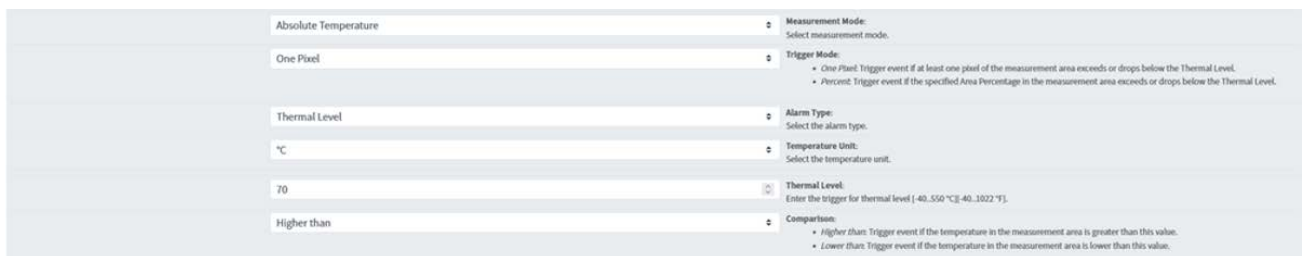 Absolute Temperature
Measurement Mode:
Select measurement mode.
One Pixel
Trigger Mode:
• One Pixel: Trigger event if at least one pixel of the measurement area exceeds or drops below the Thermal Level.
• Percent: Trigger event if the specified Area Percentage in the measurement area exceeds or drops below the Thermal Level.
Thermal Level
Alarm Type:
Select the alarm type.
°C
Temperature Unit:
Select the temperature unit.
70
Thermal Level:
Enter the trigger for thermal level [-40..550 °C][-40..1022 °F].
Higher than
Comparison:
• Higher than: Trigger event if the temperature in the measurement area is greater than this value.
• Lower than: Trigger event if the temperature in the measurement area is lower than this value.